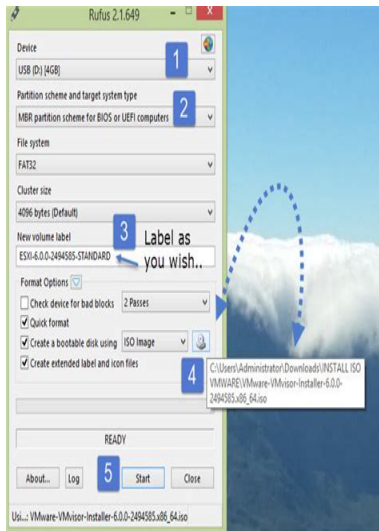 Rufus 2.1.649
Device
USB (D:) [4GB]
1
Partition scheme and target system type
MBR partition scheme for BIOS or UEFI computers
2
File system
FAT32
Cluster size
4096 bytes (Default)
New volume label
3
Label as
you wish..
ESXI-6.0.0-2494585-STANDARD
Format Options
Check device for bad blocks
2 Passes
Quick format
Create a bootable disk using
ISO Image
Create extended label and icon files
4
C:\Users\Administrator\Downloads\INSTALL ISO
VMWARE\VMware-VMvisor-Installer-6.0.0-
2494585.x86_64.iso
READY
5
About...
Log
Start
Close
Usi...: VMware-VMvisor-Installer-6.0.0-2494585.x86_64.iso